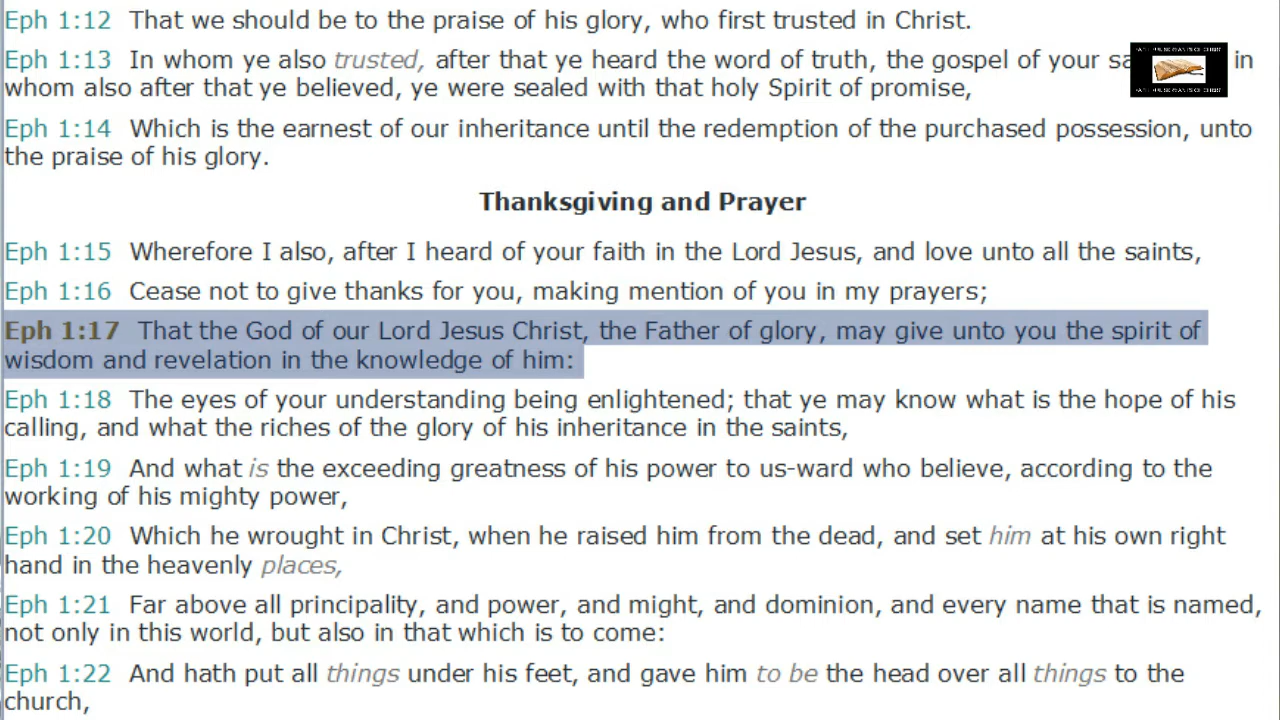 Eph 1:12 That we should be to the praise of his glory, who first trusted in Christ.
Eph 1:13 In whom ye also trusted, after that ye heard the word of truth, the gospel of your sa in
whom also after that ye believed, ye were sealed with that holy Spirit of promise,
Eph 1:14 Which is the earnest of our inheritance until the redemption of the purchased possession, unto
the praise of his glory.
Thanksgiving and Prayer
Eph 1:15 Wherefore I also, after I heard of your faith in the Lord Jesus, and love unto all the saints,
Eph 1:16 Cease not to give thanks for you, making mention of you in my prayers;
Eph 1:17 That the God of our Lord Jesus Christ, the Father of glory, may give unto you the spirit of
wisdom and revelation in the knowledge of him:
Eph 1:18 The eyes of your understanding being enlightened; that ye may know what is the hope of his
calling, and what the riches of the glory of his inheritance in the saints,
Eph 1:19 And what is the exceeding greatness of his power to us-ward who believe, according to the
working of his mighty power,
Eph 1:20 Which he wrought in Christ, when he raised him from the dead, and set him at his own right
hand in the heavenly places,
Eph 1:21 Far above all principality, and power, and might, and dominion, and every name that is named,
not only in this world, but also in that which is to come:
Eph 1:22 And hath put all things under his feet, and gave him to be the head over all things to the
church,